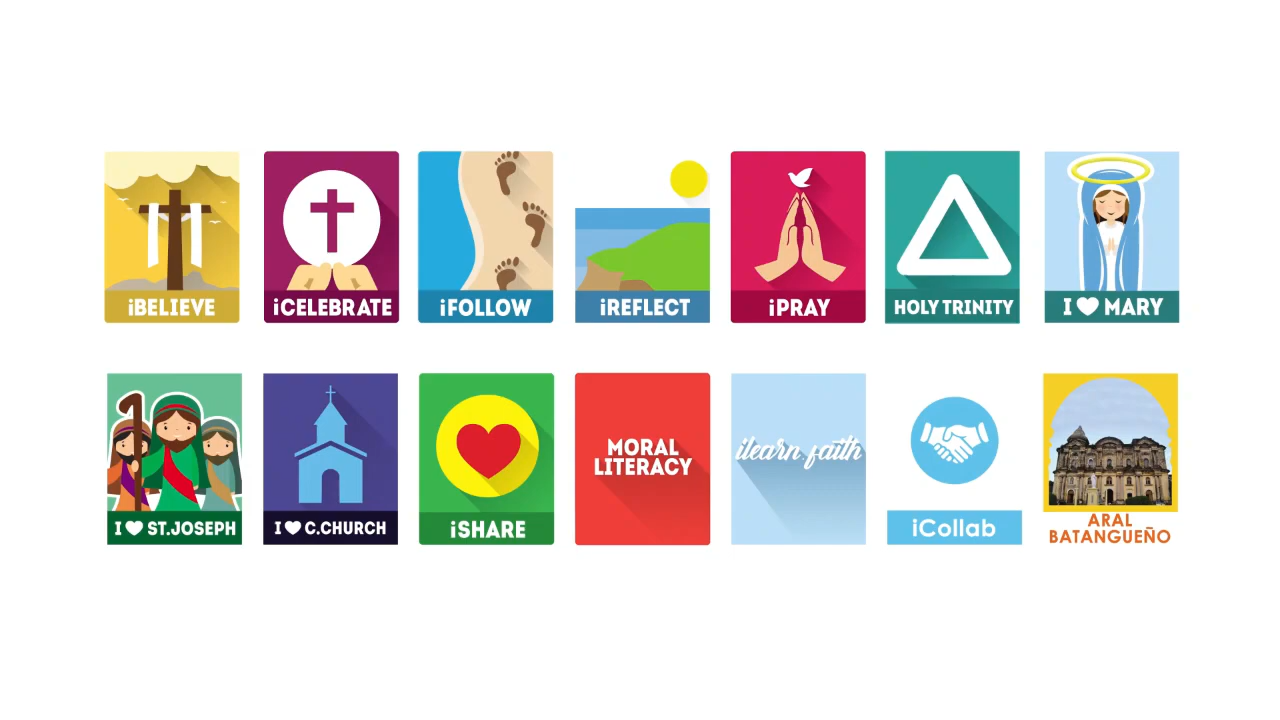 iBELIEVE
iCELEBRATE
iFOLLOW
iREFLECT
iPRAY
HOLY TRINITY
I ♥ MARY
I ♥ ST.JOSEPH
I ♥ C.CHURCH
iSHARE
MORAL
LITERACY
ilearn.faith
iCollab
ARAL
BATANGUEÑO